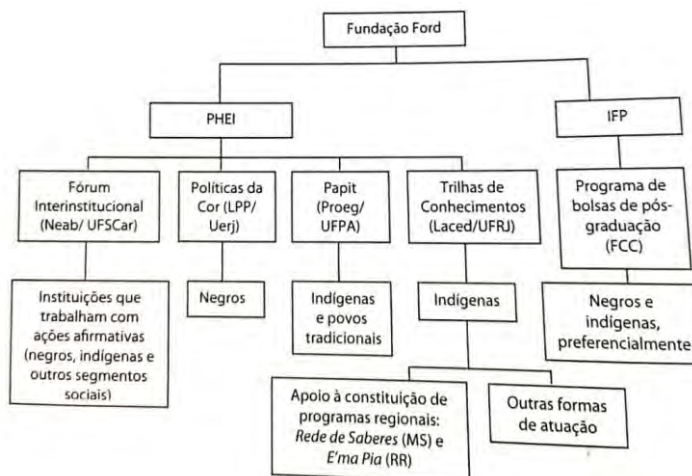 Fundação Ford
PHEI
IFP
Fórum
Interinstitucional
(Neab/ UFSCar)
Políticas da
Cor (LPP/
Uerj)
Papit
(Proeg/
UFPA)
Trilhas de
Conhecimentos
(Laced/UFRJ)
Programa de
bolsas de pós-
graduação
(FCC)
Instituições que
trabalham com
ações afirmativas
(negros, indígenas e
outros segmentos
sociais)
Negros
Indígenas
e povos
tradicionais
Indígenas
Negros e
indígenas,
preferencialmente
Apoio à constituição de
programas regionais:
Rede de Saberes (MS) e
E'ma Pia (RR)
Outras formas
de atuação